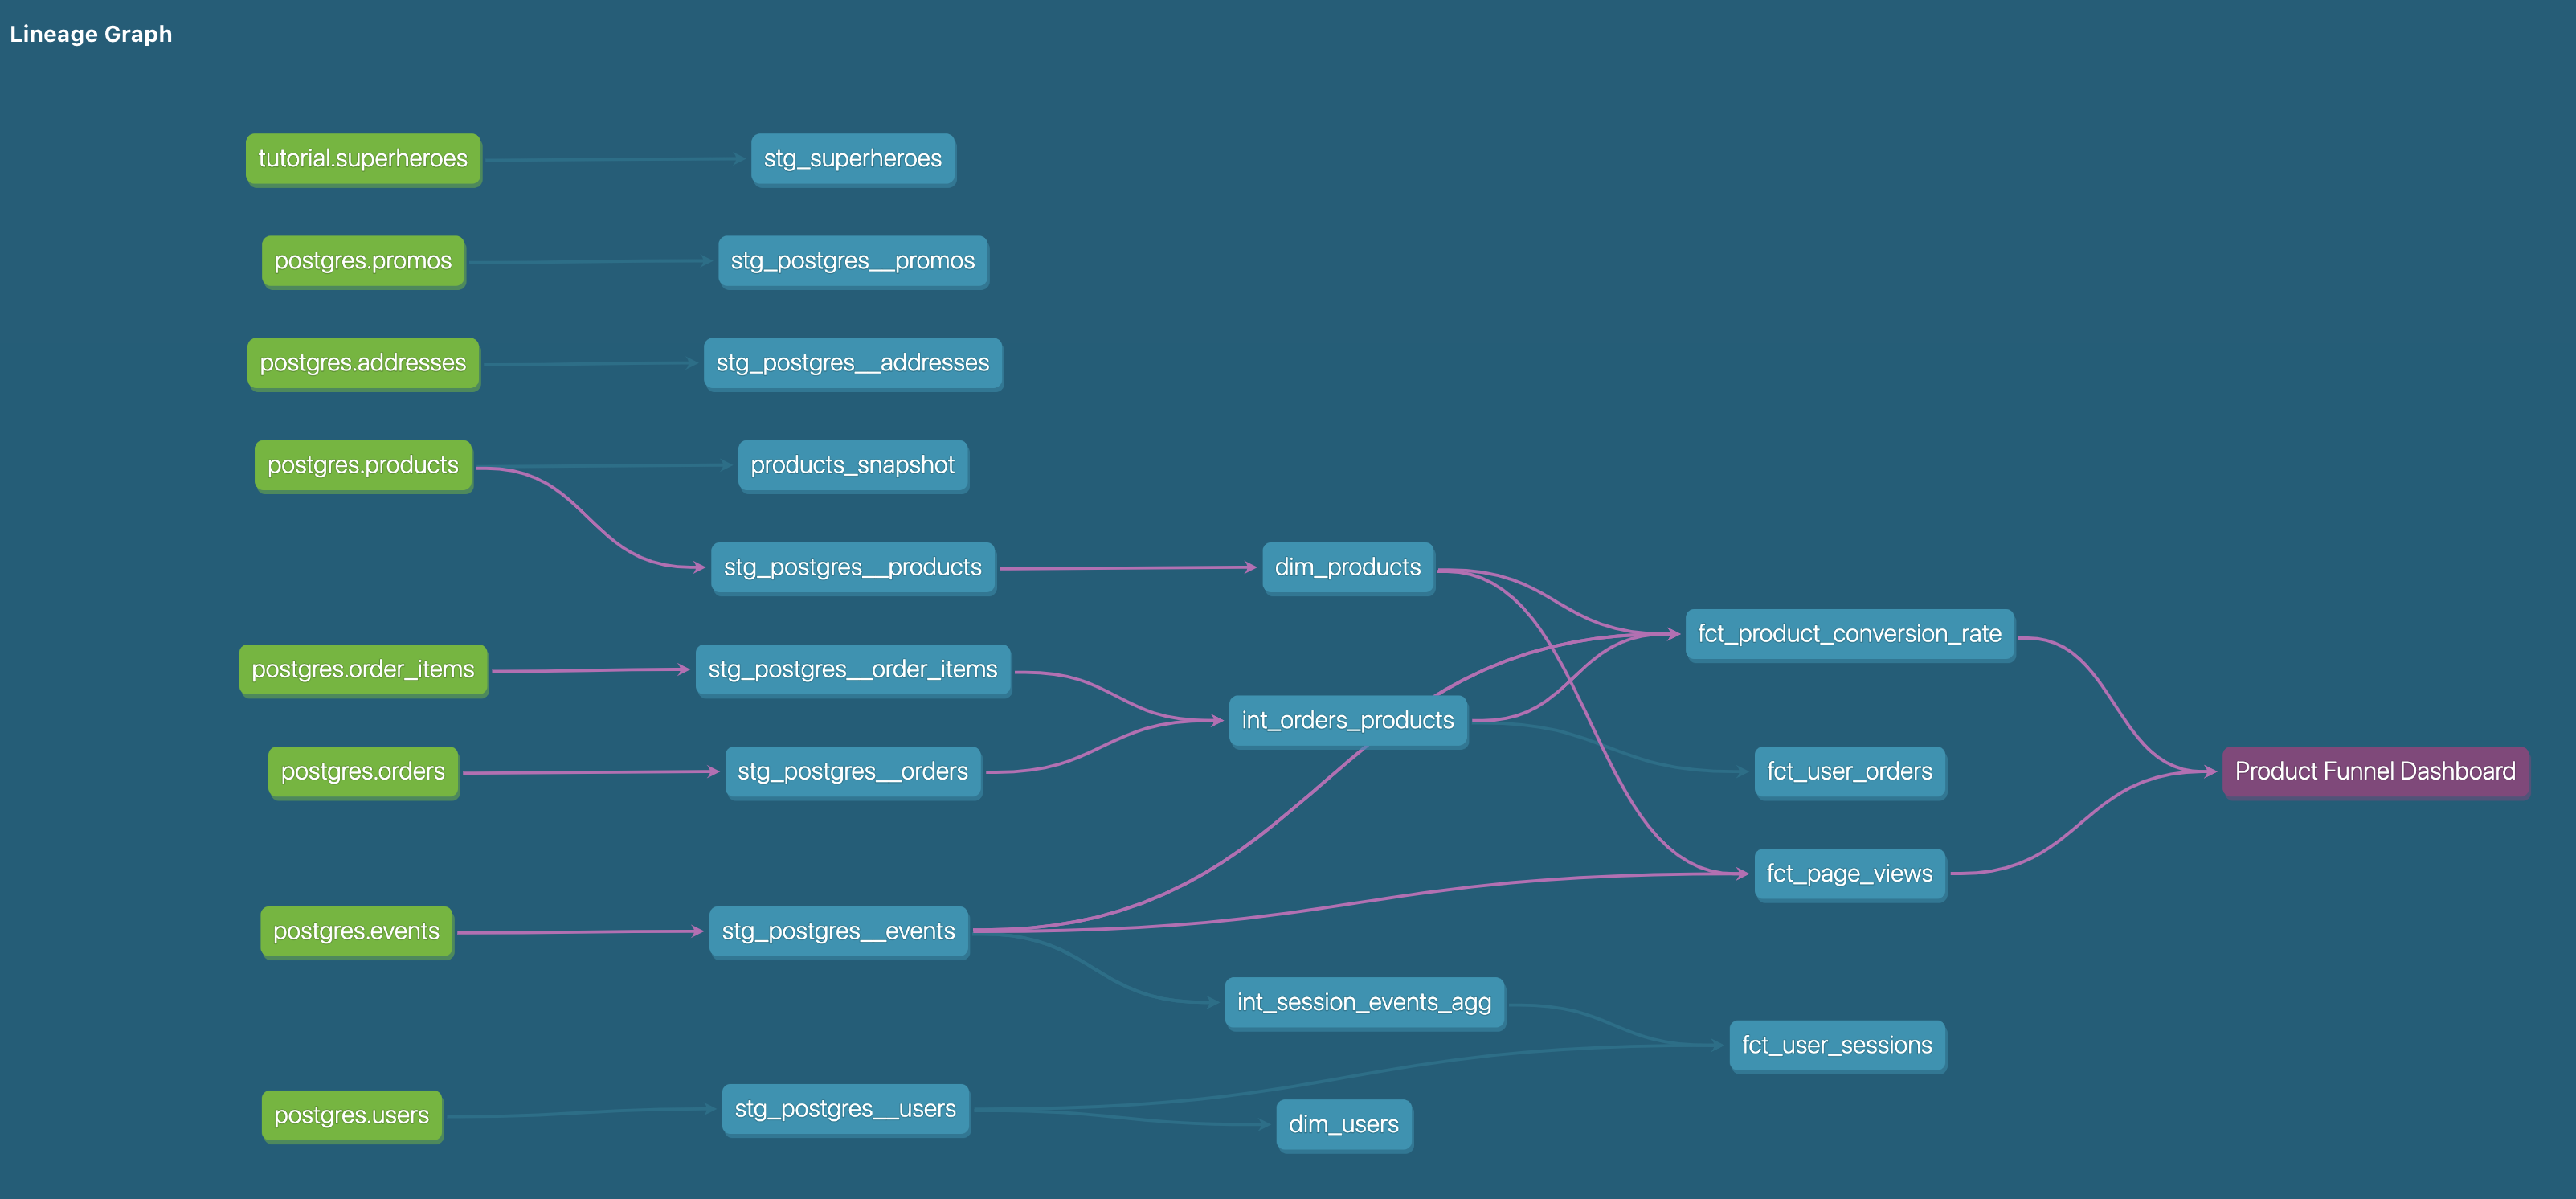 Lineage Graph
tutorial.superheroes
stg_superheroes
postgres.promos
stg_postgres__promos
postgres.addresses
stg_postgres__addresses
postgres.products
products_snapshot
stg_postgres__products
dim_products
fct_product_conversion_rate
postgres.order_items
stg_postgres__order_items
int_orders_products
postgres.orders
stg_postgres__orders
fct_user_orders
Product Funnel Dashboard
fct_page_views
postgres.events
stg_postgres__events
int_session_events_agg
fct_user_sessions
postgres.users
stg_postgres__users
dim_users